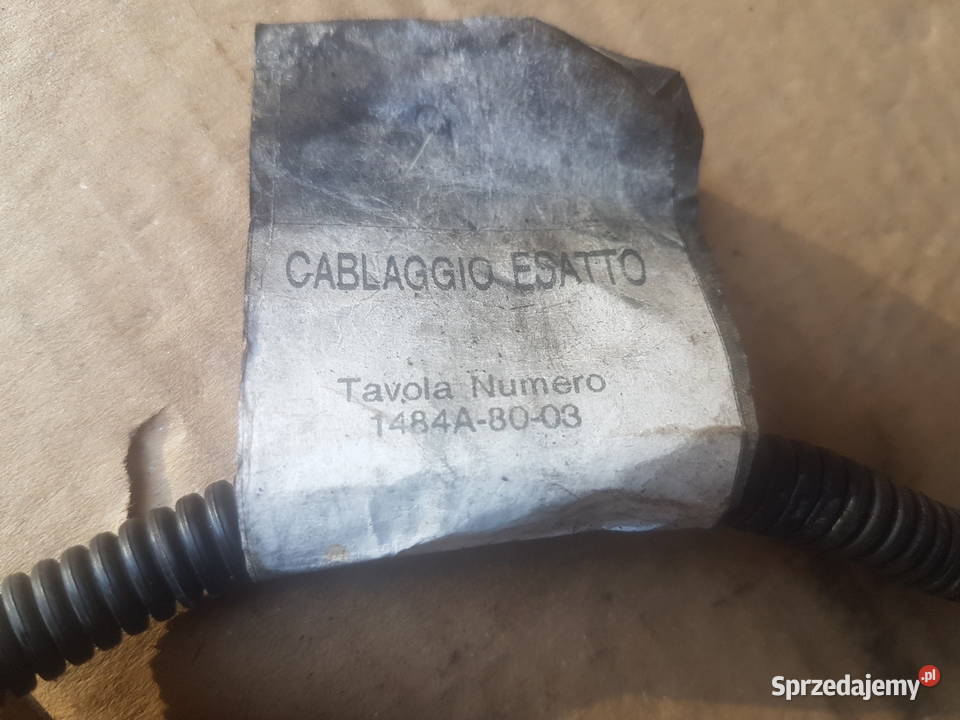 CABLAGGIO ESATTO
Tavola Numero
1484A-80-03
Sprzedajemy.pl